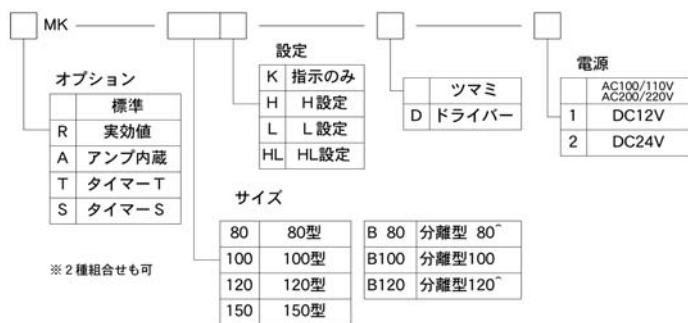 MK
オプション
標準
R 実効値
A アンプ内蔵
T タイマーT
S タイマーS
※2種組合せも可
設定
K 指示のみ
H H設定
L L設定
HL HL設定
ツマミ
D ドライバー
電源
AC100/110V
AC200/220V
1 DC12V
2 DC24V
サイズ
80 80型
100 100型
120 120型
150 150型
B 80 分離型 80^
B100 分離型100
B120 分離型120^